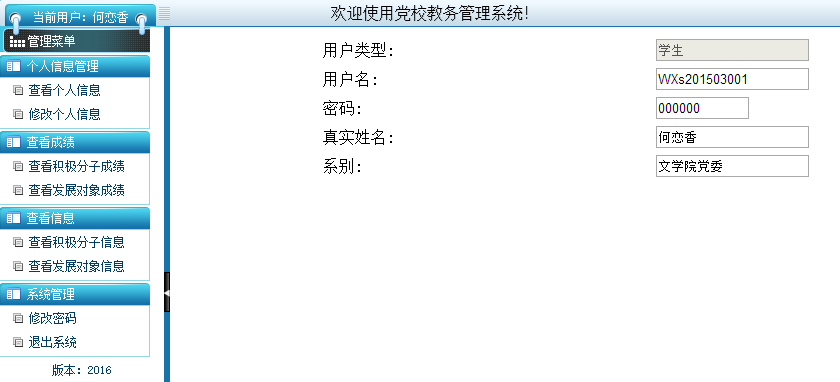 当前用户：何恋香
欢迎使用党校教务管理系统!
管理菜单
个人信息管理
查看个人信息
修改个人信息
查看成绩
查看积极分子成绩
查看发展对象成绩
查看信息
查看积极分子信息
查看发展对象信息
系统管理
修改密码
退出系统
版本：2016
用户类型： 学生
用户名： WXs201503001
密码： 000000
真实姓名： 何恋香
系别： 文学院党委